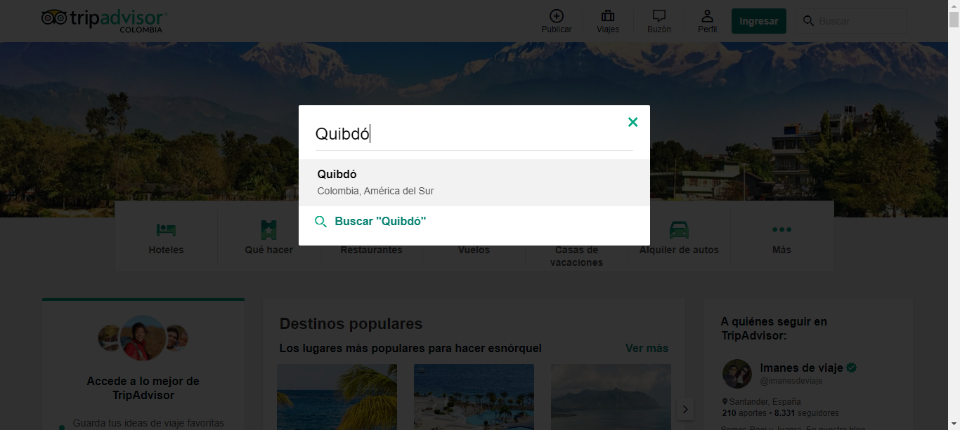 tripadvisor
COLOMBIA
Publicar
Viajes
Buzón
Perfil
Ingresar
Buscar
Quibdó
Quibdó
Colombia, América del Sur
Buscar "Quibdó"
Hoteles
Qué hacer
Restaurantes
Vuelos
Casas de
vacaciones
Alquiler de autos
Más
Accede a lo mejor de
TripAdvisor
Guarda tus ideas de viaje favoritas
Destinos populares
Los lugares más populares para hacer esnórquel
Ver más
A quiénes seguir en
TripAdvisor:
Imanes de viaje
@imanesdeviaje
Santander, España
210 aportes • 8.331 seguidores